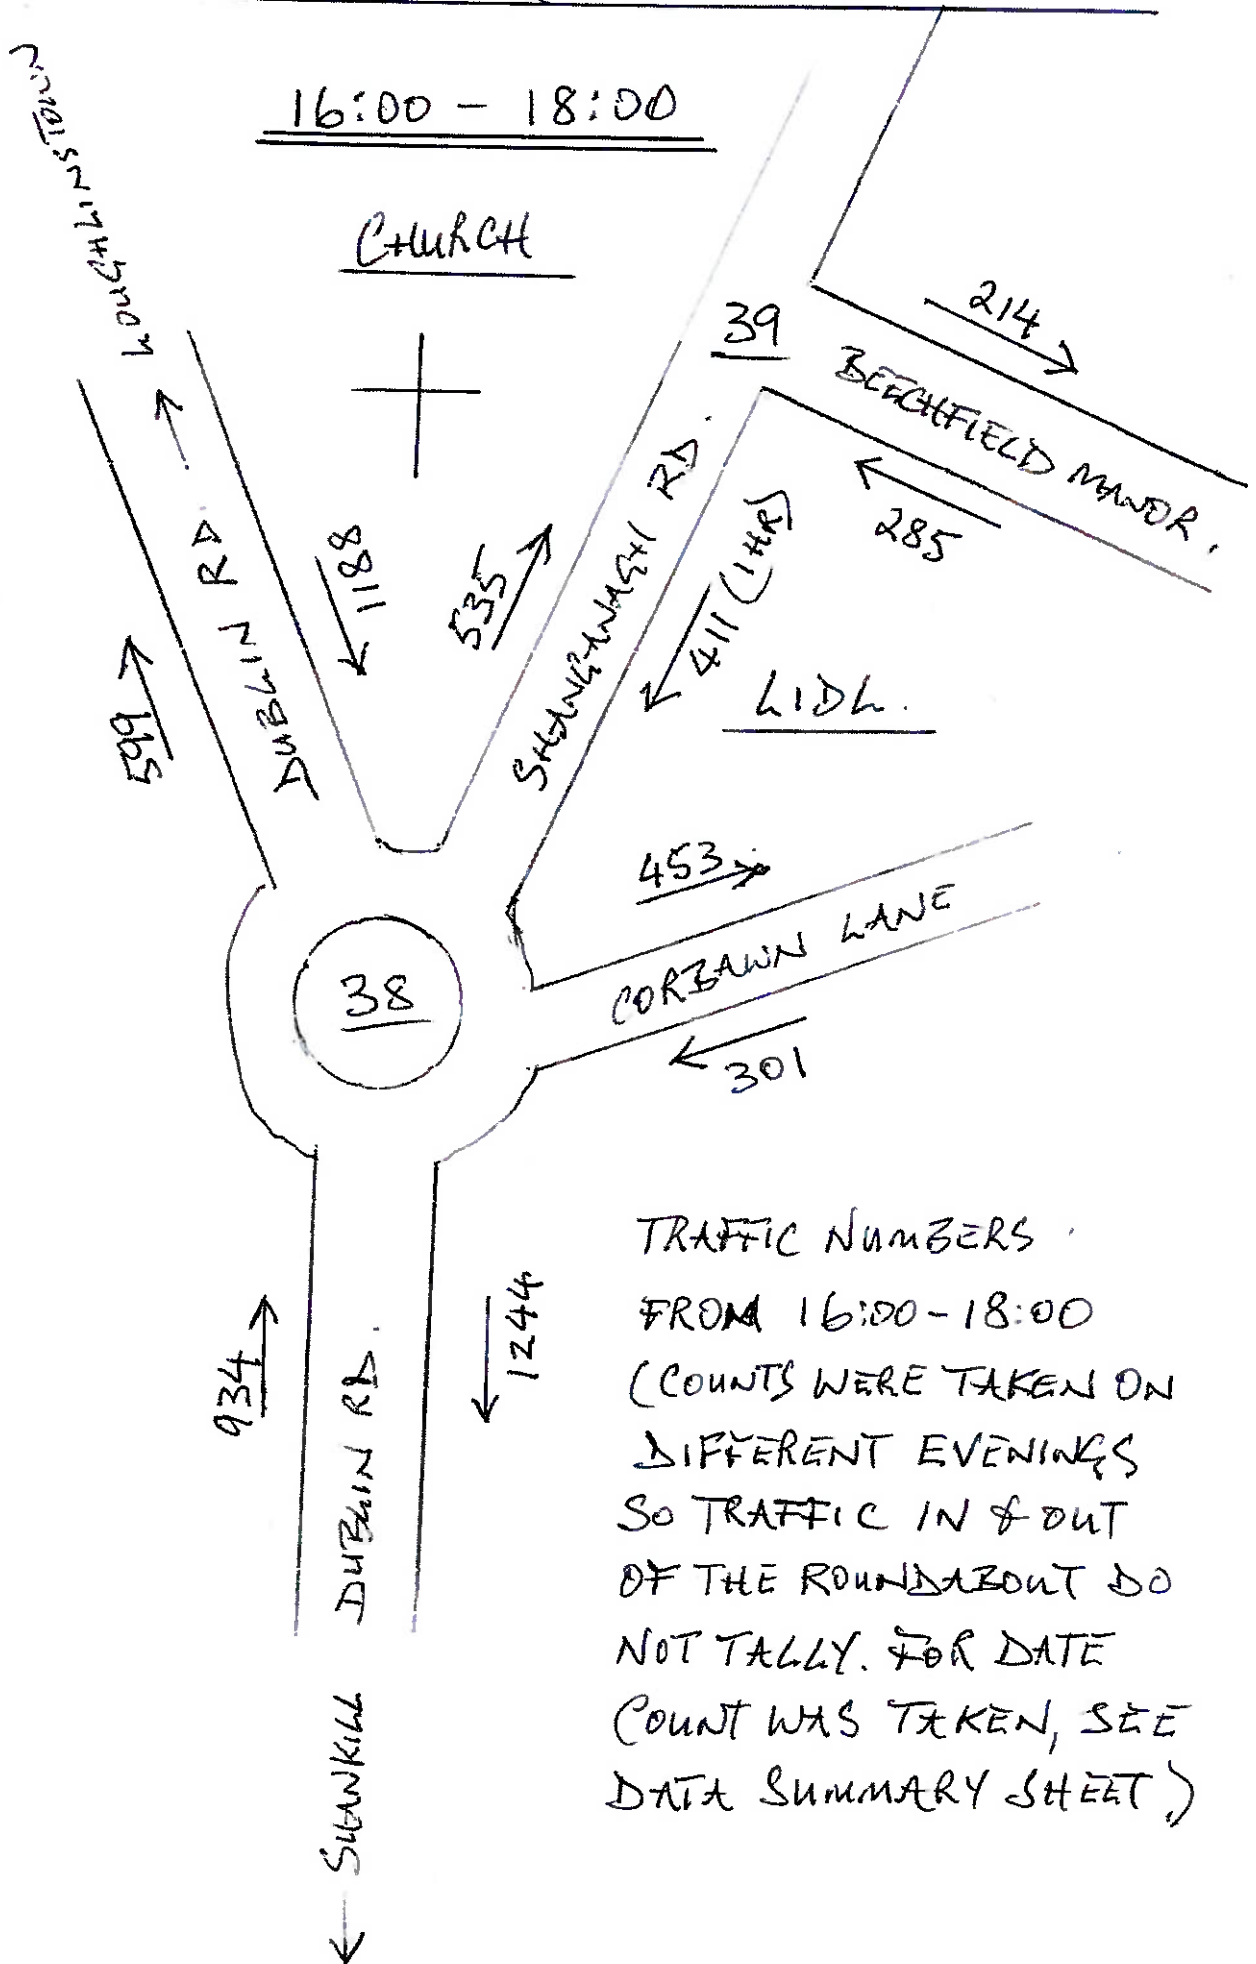 16:00 - 18:00
CHURCH
LOUGHLINSTOWN
39
214
BEECHFIELD MANOR.
285
DUBLIN RD
1188
599
535
SHANGANAGH RD.
411 (1HR)
LIDL.
453
CORBAWN LANE
301
38
934
1244
DUBLIN RD.
SHANKILL
TRAFFIC NUMBERS
FROM 16:00-18:00
(COUNTS WERE TAKEN ON
DIFFERENT EVENINGS
SO TRAFFIC IN & OUT
OF THE ROUNDABOUT DO
NOT TALLY. FOR DATE
COUNT WAS TAKEN, SEE
DATA SUMMARY SHEET.)